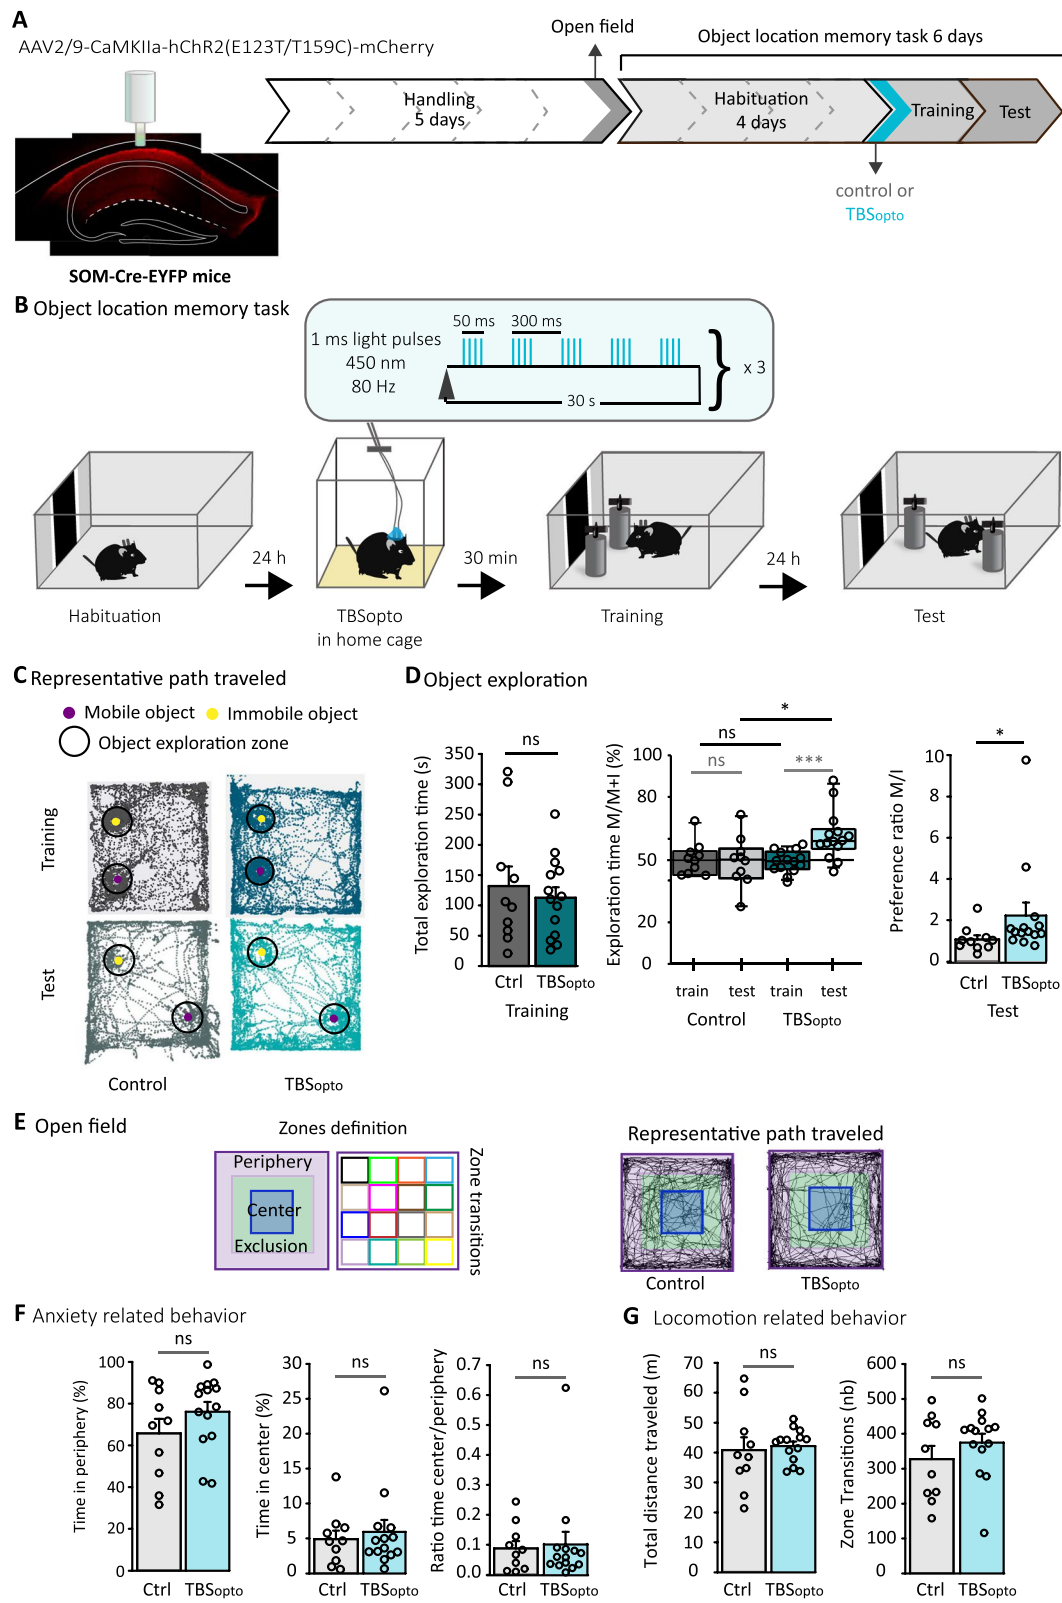 A
AAV2/9-CaMKIIa-hChR2(E123T/T159C)-mCherry
SOM-Cre-EYFP mice
Open field
Object location memory task 6 days
Handling
5 days
Habituation
4 days
Training
Test
control or
TBSopto
B Object location memory task
1 ms light pulses
450 nm
80 Hz
50 ms
300 ms
30 s
} x 3
Habituation
24 h
TBSopto
in home cage
30 min
Training
24 h
Test
C Representative path traveled
Mobile object
Immobile object
Object exploration zone
Training
Test
Control
TBSopto
D Object exploration
Total exploration time (s)
350
300
250
200
150
100
50
0
ns
Ctrl
TBSopto
Training
Exploration time M/M+I (%)
100
80
50
20
0
*
ns
ns
***
train
test
train
test
Control
TBSopto
Preference ratio M/I
10
8
6
4
2
0
*
Ctrl
TBSopto
Test
E Open field
Zones definition
Periphery
Center
Exclusion
Zone transitions
Representative path traveled
Control
TBSopto
F Anxiety related behavior
Time in periphery (%)
100
80
60
40
20
0
ns
Ctrl
TBSopto
Time in center (%)
30
25
20
15
10
5
0
ns
Ctrl
TBSopto
Ratio time center/periphery
0.7
0.6
0.5
0.4
0.3
0.2
0.1
0
ns
Ctrl
TBSopto
G Locomotion related behavior
Total distance traveled (m)
70
60
50
40
30
20
10
0
ns
Ctrl
TBSopto
Zone Transitions (nb)
600
500
400
300
200
100
0
ns
Ctrl
TBSopto